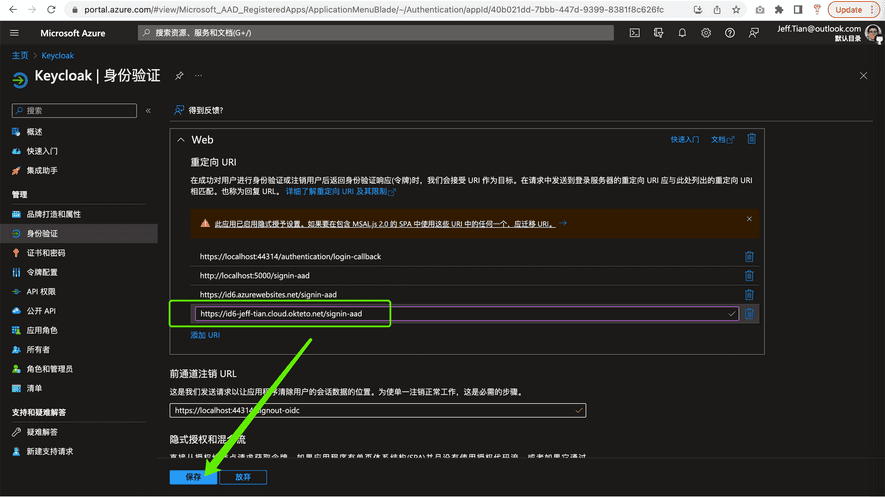 portal.azure.com/#view/Microsoft_AAD_RegisteredApps/ApplicationMenuBlade/~/Authentication/appId/40b021dd-7bbb-447d-9399-8381f8c626fc
Update
Microsoft Azure
搜索资源、服务和文档(G+/)
Jeff.Tian@outlook.com
默认目录
主页 > Keycloak
Keycloak | 身份验证
搜索
得到反馈?
概述
快速入门
集成助手
管理
品牌打造和属性
身份验证
证书和密码
令牌配置
API 权限
公开 API
应用角色
所有者
角色和管理员
清单
支持和疑难解答
疑难解答
新建支持请求
Web
快速入门
文档
重定向 URI
在成功对用户进行身份验证或注销用户后返回身份验证响应(令牌)时，我们会接受 URI 作为目标。在请求中发送到登录服务器的重定向 URI 应与此处列出的重定向 URI
相匹配。也称为回复 URL。 详细了解重定向 URI 及其限制
此应用已启用隐式授予设置。如果要在包含 MSAL.js 2.0 的 SPA 中使用这些 URI 中的任何一个，应迁移 URI。
https://localhost:44314/authentication/login-callback
http://localhost:5000/signin-aad
https://id6.azurewebsites.net/signin-aad
https://id6-jeff-tian.cloud.okteto.net/signin-aad
添加 URI
前通道注销 URL
这是我们发送请求以让应用程序清除用户的会话数据的位置。为使单一注销正常工作，这是必需的步骤。
https://localhost:44314/signout-oidc
隐式授权和混合流
保存
放弃